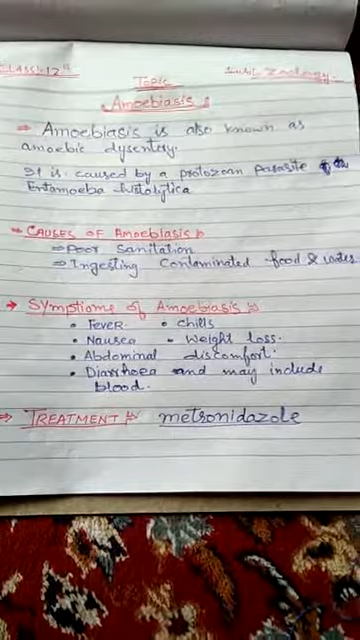 CLASS:-12th
Sub:- Zoology.
Topic
Amoebiasis :
⇒ Amoebiasis is also known as
amoebic dysentery.
It is caused by a protozoan parasite
Entamoeba histolytica
→ CAUSES OF AMOEBIASIS :-
⇒ Poor sanitation
⇒ Ingesting contaminated food & water
→ Symptioms of Amoebiasis :-
• Fever. • chills
• Nausea • Weight loss.
• Abdominal discomfort.
• Diarrhoea and may include
blood.
⇒ TREATMENT :- metronidazole